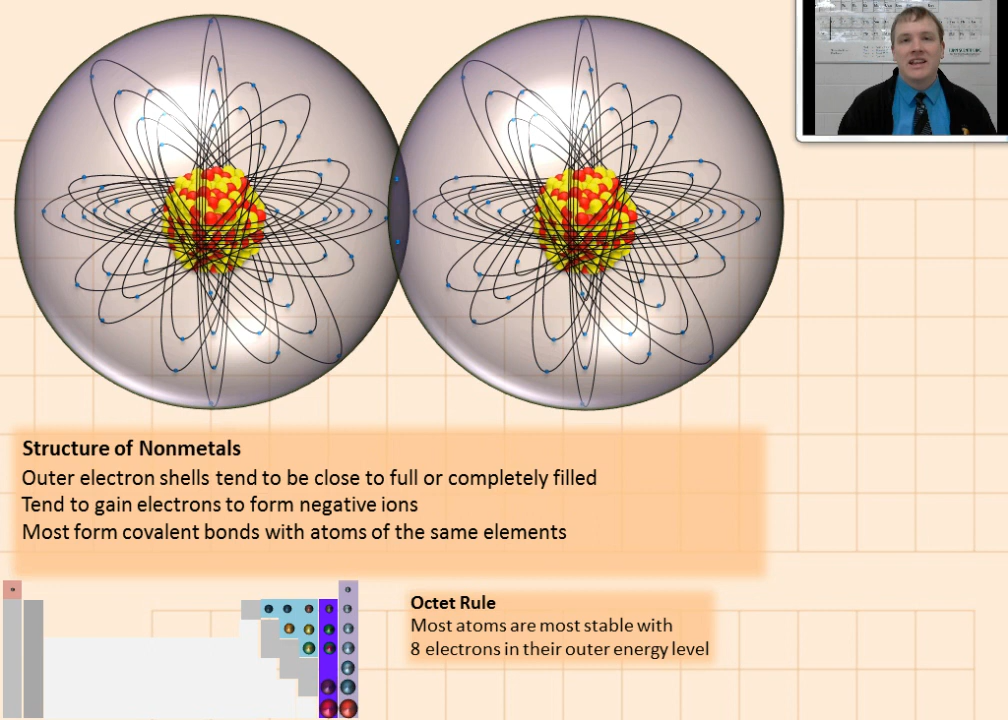 Structure of Nonmetals
Outer electron shells tend to be close to full or completely filled
Tend to gain electrons to form negative ions
Most form covalent bonds with atoms of the same elements
Octet Rule
Most atoms are most stable with
8 electrons in their outer energy level